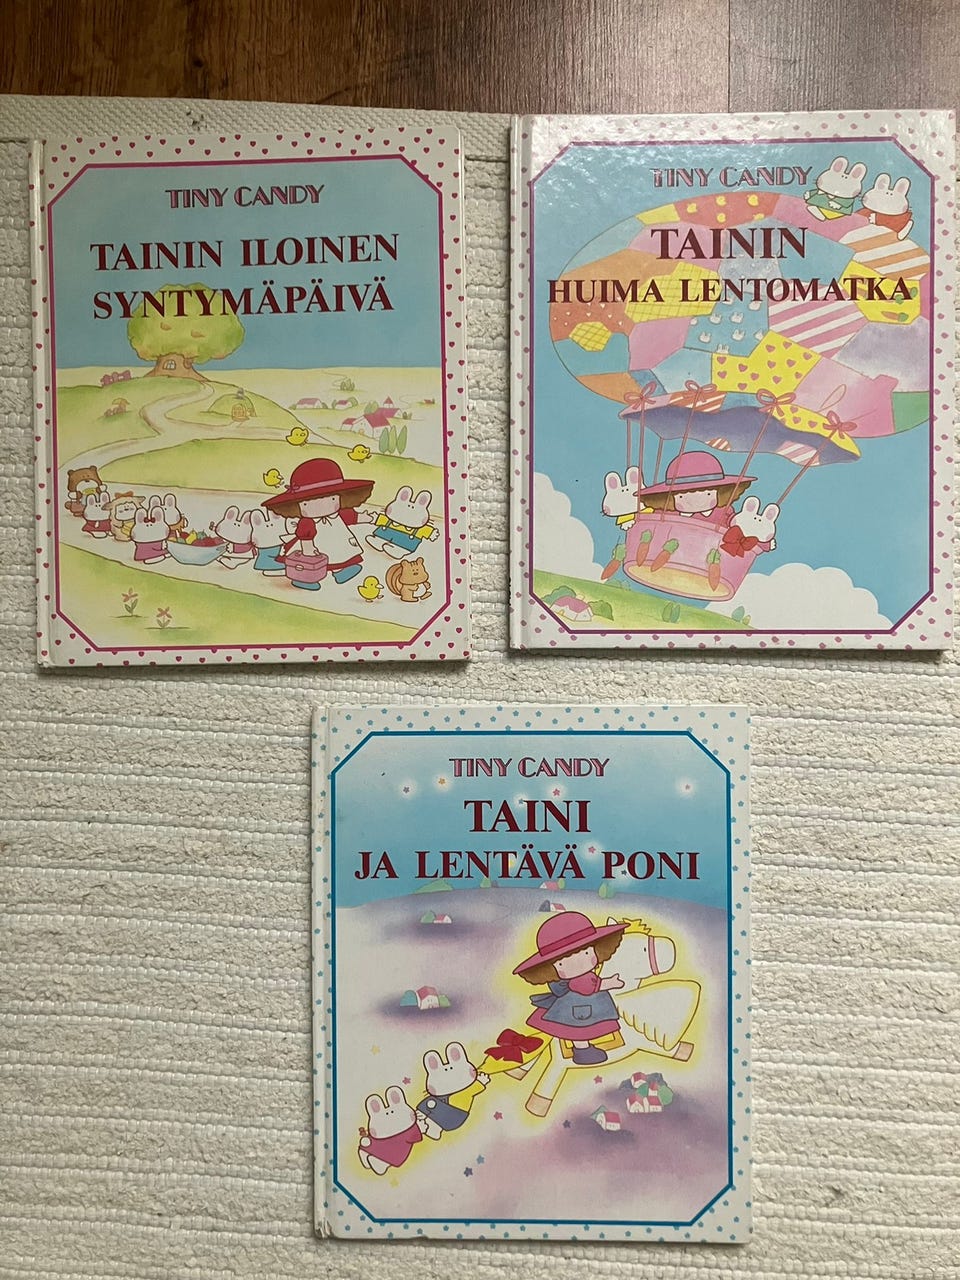 TINY CANDY
TAININ ILOINEN
SYNTYMÄPÄIVÄ
TINY CANDY
TAININ
HUIMA LENTOMATKA
TINY CANDY
TAINI
JA LENTÄVÄ PONI